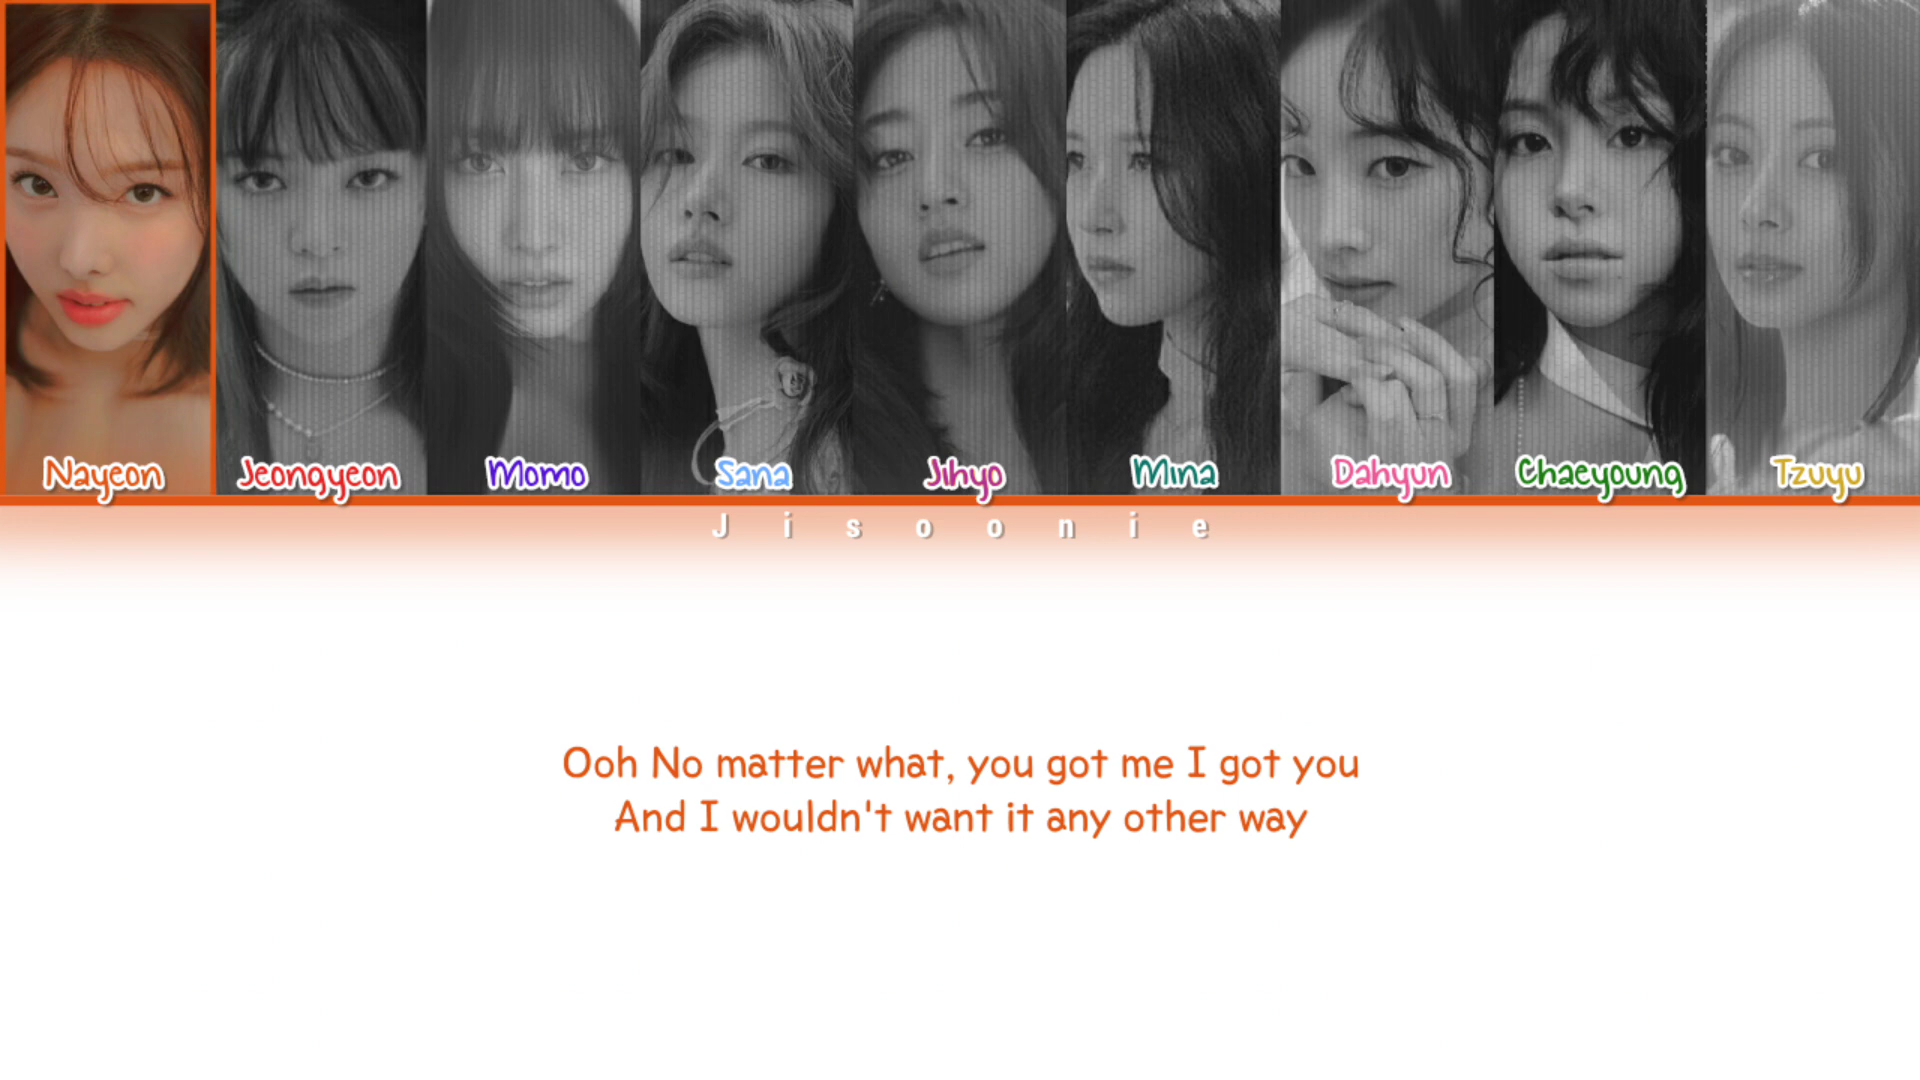 Nayeon Jeongyeon Momo Sana Jihyo Mina Dahyun Chaeyoung Tzuyu
Jisoonie
Ooh No matter what, you got me I got you
And I wouldn't want it any other way